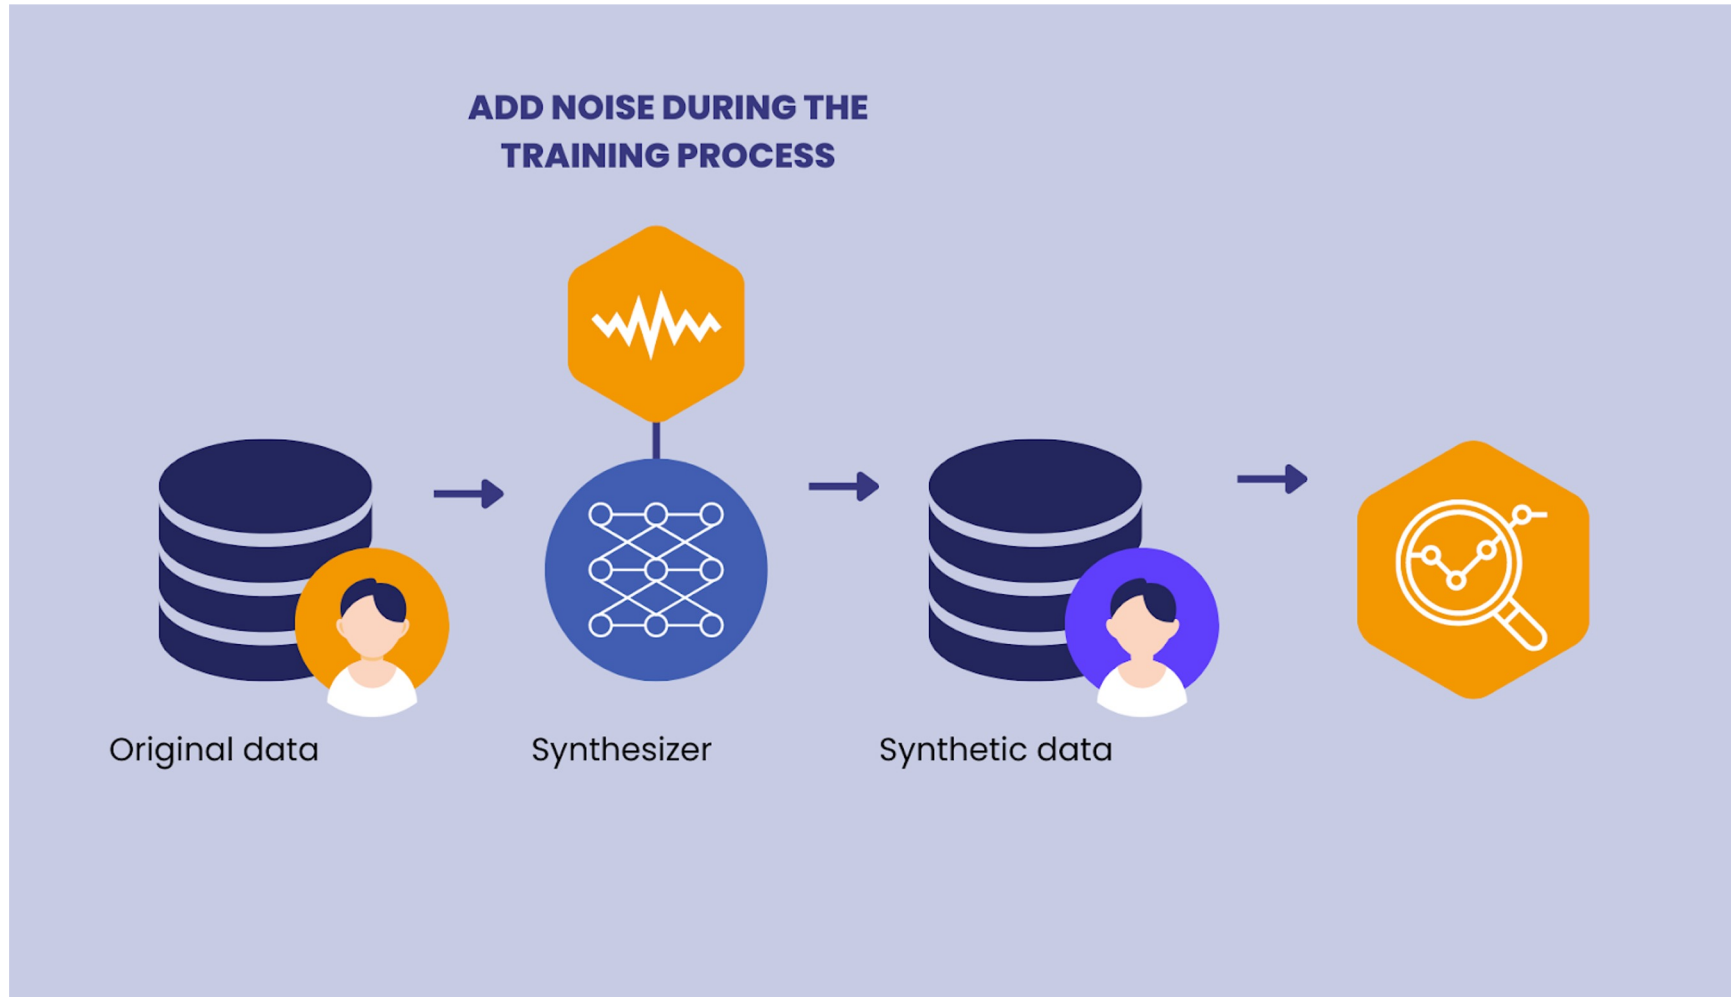 ADD NOISE DURING THE
TRAINING PROCESS
Original data
Synthesizer
Synthetic data